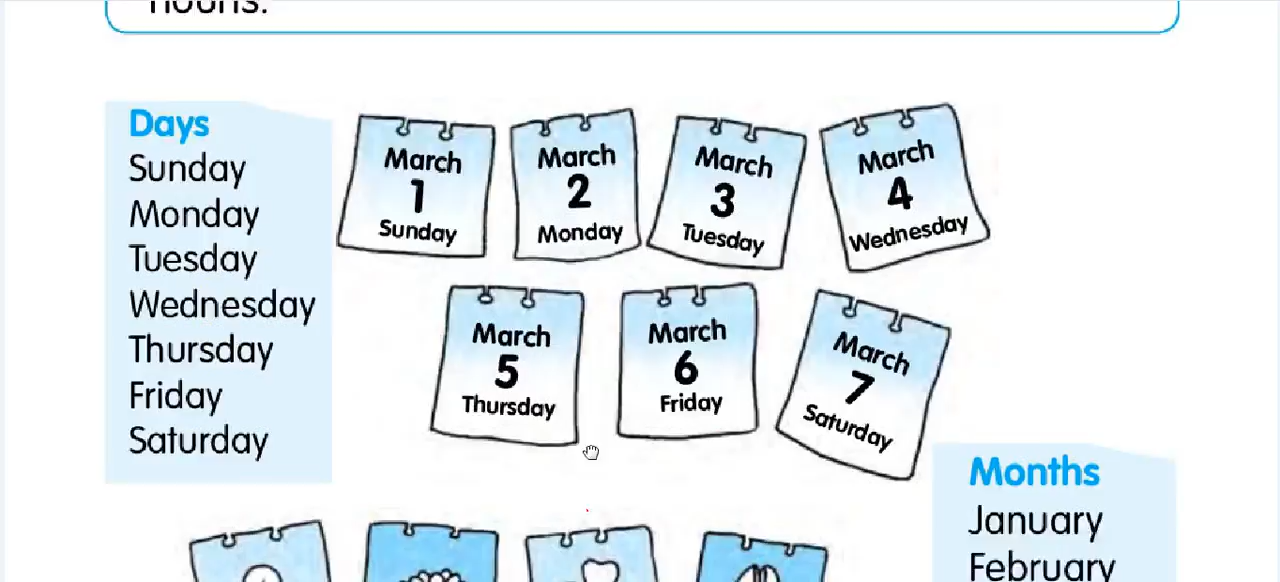 nouns.
Days
Sunday
Monday
Tuesday
Wednesday
Thursday
Friday
Saturday
March
1
Sunday
March
2
Monday
March
3
Tuesday
March
4
Wednesday
March
5
Thursday
March
6
Friday
March
7
Saturday
Months
January
February